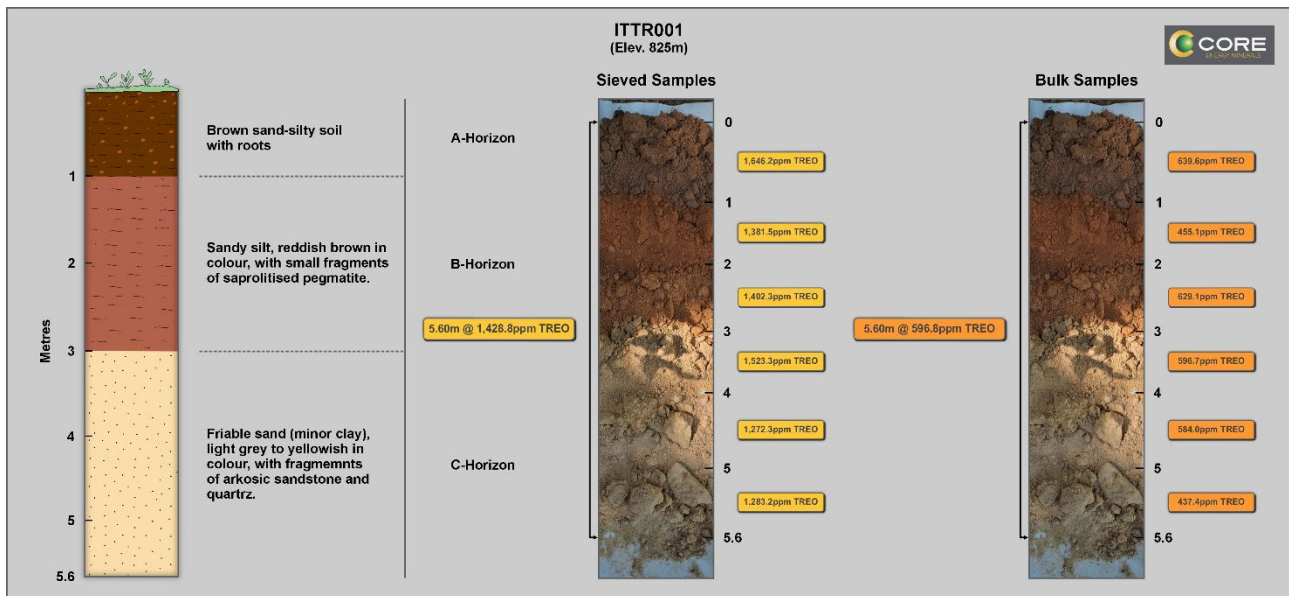 ITTR001
(Elev. 825m)
CORE
ENERGY MINERALS
Sieved Samples
Bulk Samples
Metres
1
2
3
4
5
5.6
Brown sand-silty soil
with roots
Sandy silt, reddish brown in
colour, with small fragments
of saprolitised pegmatite.
Friable sand (minor clay),
light grey to yellowish in
colour, with fragmemnts
of arkosic sandstone and
quartrz.
A-Horizon
B-Horizon
C-Horizon
5.60m @ 1,428.8ppm TREO
0
1
2
3
4
5
5.6
1,646.2ppm TREO
1,381.5ppm TREO
1,402.3ppm TREO
1,523.3ppm TREO
1,272.3ppm TREO
1,283.2ppm TREO
5.60m @ 596.8ppm TREO
0
1
2
3
4
5
5.6
639.6ppm TREO
455.1ppm TREO
629.1ppm TREO
596.7ppm TREO
584.0ppm TREO
437.4ppm TREO